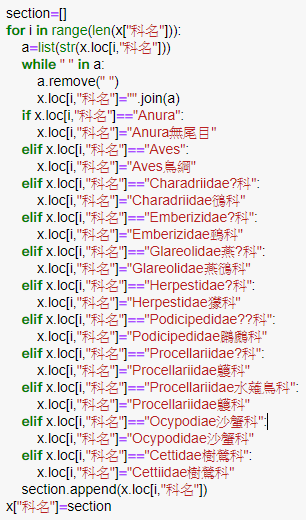 section=[]
for i in range(len(x["科名"])):
    a=list(str(x.loc[i,"科名"]))
    while " " in a:
        a.remove(" ")
        x.loc[i,"科名"]="".join(a)
    if x.loc[i,"科名"]=="Anura":
        x.loc[i,"科名"]="Anura無尾目"
    elif x.loc[i,"科名"]=="Aves":
        x.loc[i,"科名"]="Aves鳥綱"
    elif x.loc[i,"科名"]=="Charadriidae?科":
        x.loc[i,"科名"]="Charadriidae鴴科"
    elif x.loc[i,"科名"]=="Emberizidae?科":
        x.loc[i,"科名"]="Emberizidae鵐科"
    elif x.loc[i,"科名"]=="Glareolidae燕?科":
        x.loc[i,"科名"]="Glareolidae燕鴴科"
    elif x.loc[i,"科名"]=="Herpestidae?科":
        x.loc[i,"科名"]="Herpestidae獴科"
    elif x.loc[i,"科名"]=="Podicipedidae??科":
        x.loc[i,"科名"]="Podicipedidae鸊鷉科"
    elif x.loc[i,"科名"]=="Procellariidae?科":
        x.loc[i,"科名"]="Procellariidae鸌科"
    elif x.loc[i,"科名"]=="Procellariidae水薙鳥科":
        x.loc[i,"科名"]="Procellariidae鸌科"
    elif x.loc[i,"科名"]=="Ocypodiae沙蟹科":
        x.loc[i,"科名"]="Ocypodidae沙蟹科"
    elif x.loc[i,"科名"]=="Cettidae樹鶯科":
        x.loc[i,"科名"]="Cettiidae樹鶯科"
    section.append(x.loc[i,"科名"])
x["科名"]=section